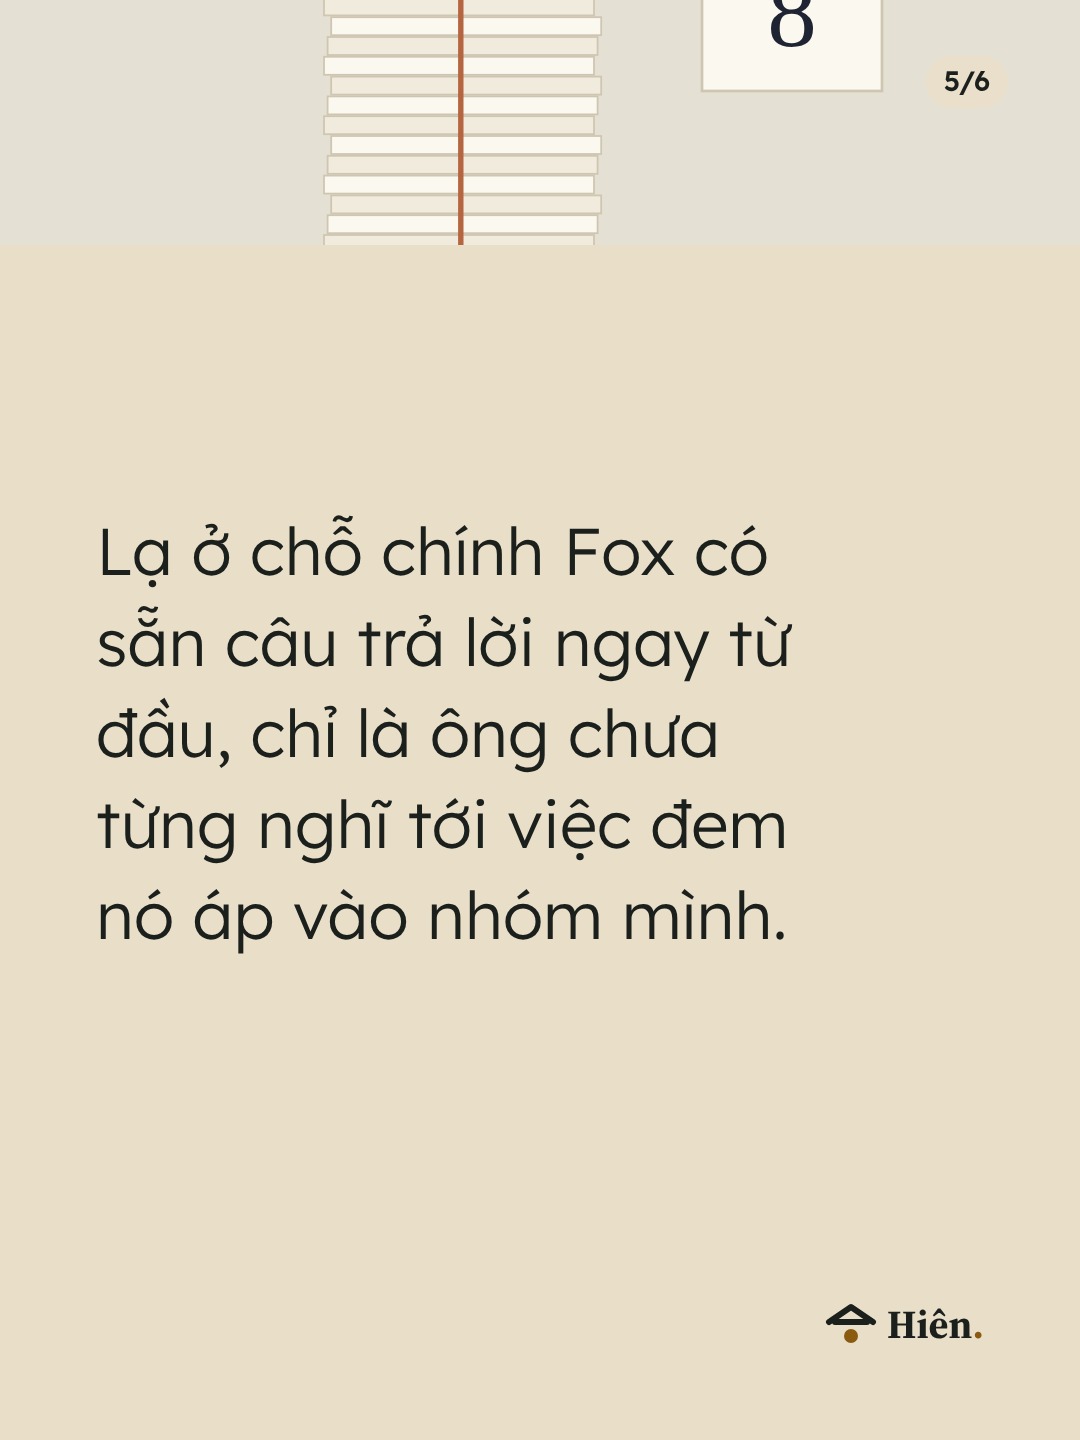 8
5/6
Lạ ở chỗ chính Fox có
sẵn câu trả lời ngay từ
đầu, chỉ là ông chưa
từng nghĩ tới việc đem
nó áp vào nhóm mình.
Hiên.